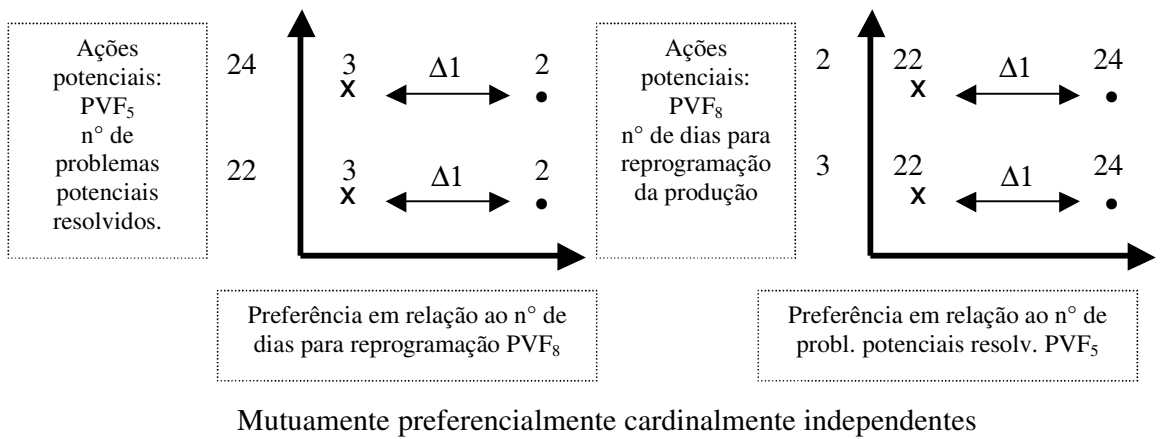 Ações
potenciais:
PVF₅
n° de
problemas
potenciais
resolvidos.
24
3
Δ1
2
x
•
22
3
Δ1
2
x
•
Preferência em relação ao n° de
dias para reprogramação PVF₈
Ações
potenciais:
PVF₈
n° de dias para
reprogramação
da produção
2
22
Δ1
24
x
•
3
22
Δ1
24
x
•
Preferência em relação ao n° de
probl. potenciais resolv. PVF₅
Mutuamente preferencialmente cardinalmente independentes